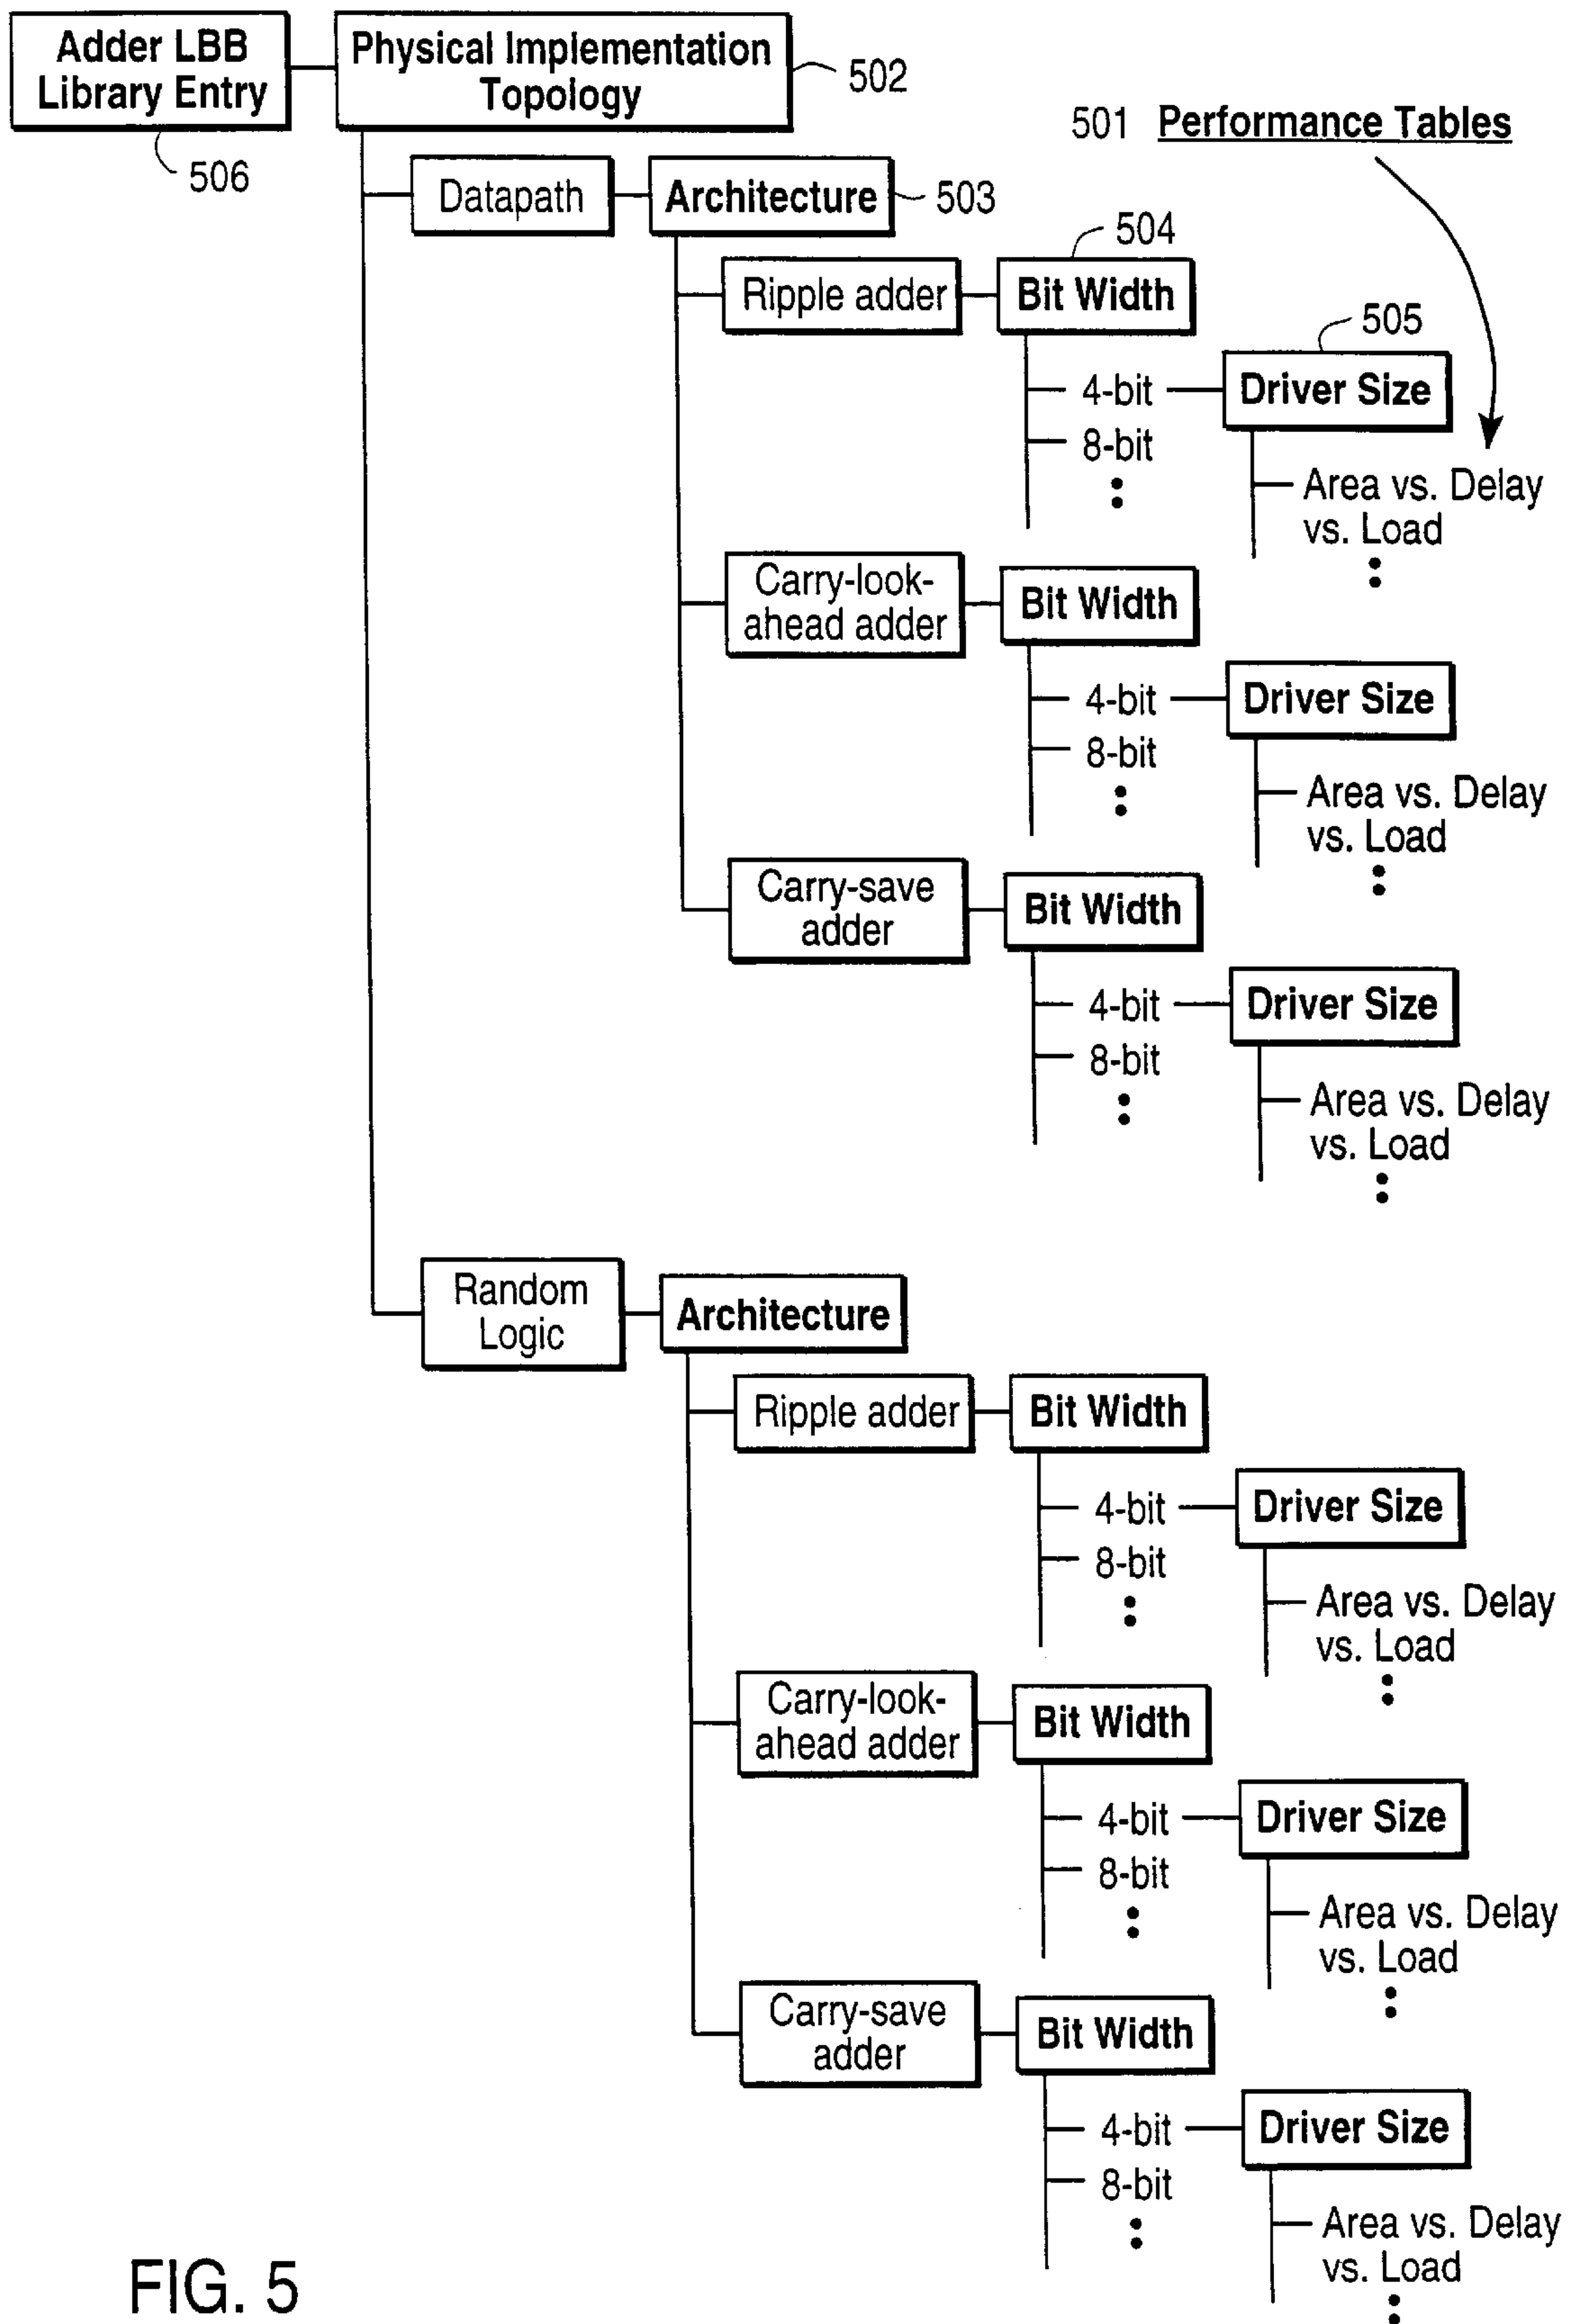 Adder LBB
Library Entry
Physical Implementation
Topology
502
506
501 Performance Tables
Datapath
Architecture
503
504
Ripple adder
Bit Width
505
4-bit
Driver Size
8-bit
Area vs. Delay
vs. Load
Carry-look-
ahead adder
Bit Width
4-bit
Driver Size
8-bit
Area vs. Delay
vs. Load
Carry-save
adder
Bit Width
4-bit
Driver Size
8-bit
Area vs. Delay
vs. Load
Random
Logic
Architecture
Ripple adder
Bit Width
4-bit
Driver Size
8-bit
Area vs. Delay
vs. Load
Carry-look-
ahead adder
Bit Width
4-bit
Driver Size
8-bit
Area vs. Delay
vs. Load
Carry-save
adder
Bit Width
4-bit
Driver Size
8-bit
Area vs. Delay
vs. Load
FIG. 5